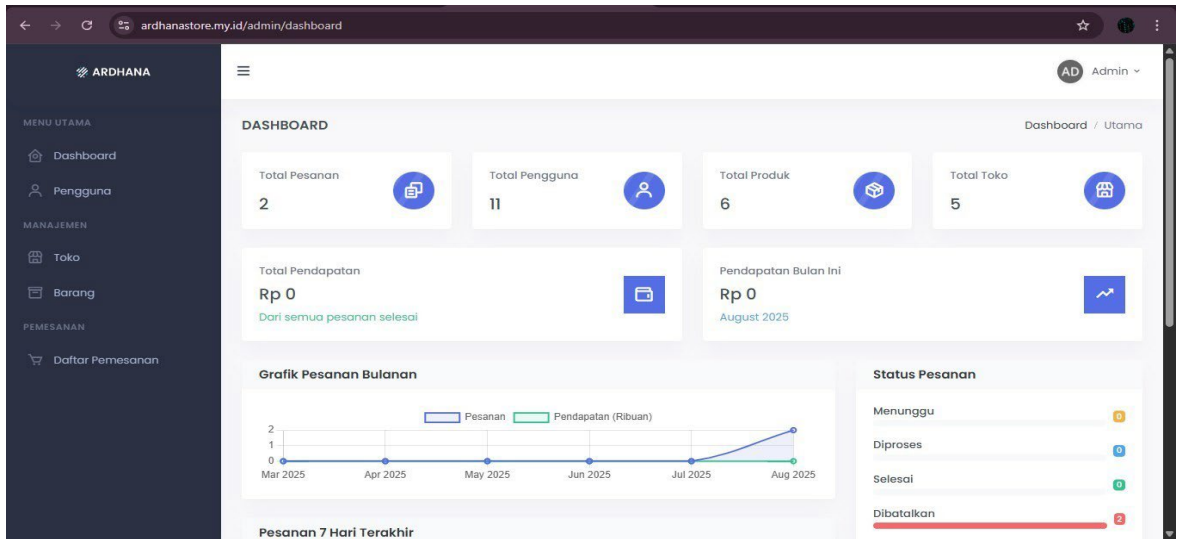 ardhanastore.my.id/admin/dashboard
ARDHANA
AD Admin
MENU UTAMA
Dashboard
Pengguna
MANAJEMEN
Toko
Barang
PEMESANAN
Daftar Pemesanan
DASHBOARD
Dashboard / Utama
Total Pesanan
2
Total Pengguna
11
Total Produk
6
Total Toko
5
Total Pendapatan
Rp 0
Dari semua pesanan selesai
Pendapatan Bulan Ini
Rp 0
August 2025
Grafik Pesanan Bulanan
Pesanan Pendapatan (Ribuan)
2
1
0
Mar 2025 Apr 2025 May 2025 Jun 2025 Jul 2025 Aug 2025
Status Pesanan
Menunggu 0
Diproses 0
Selesai 0
Dibatalkan 2
Pesanan 7 Hari Terakhir